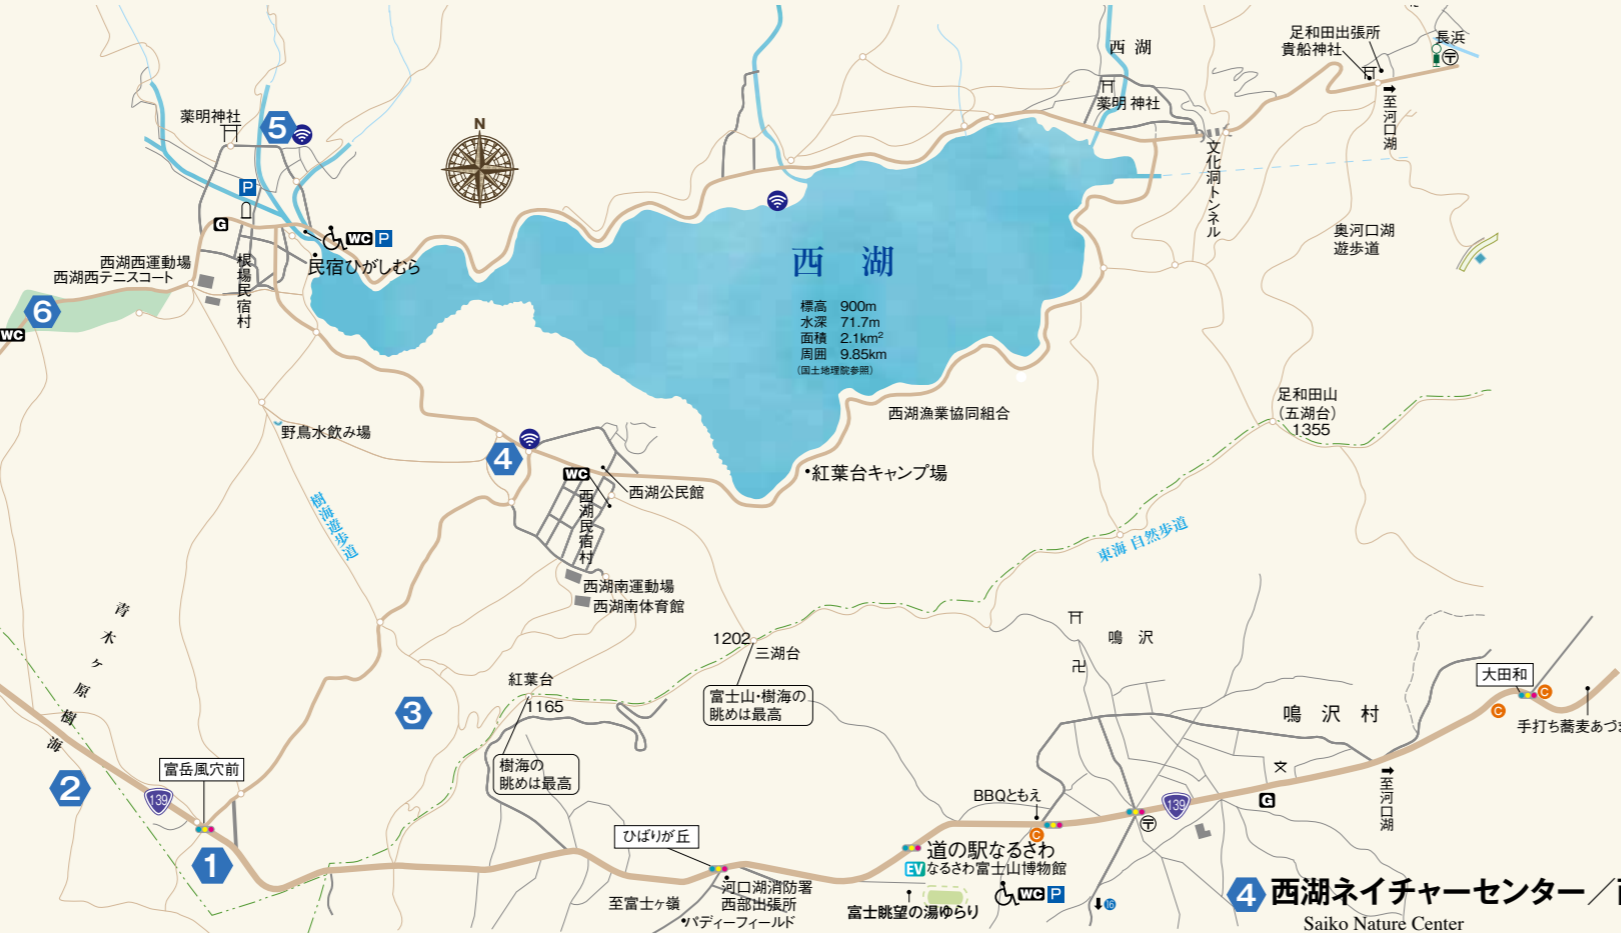 西 湖
足和田出張所
貴船神社
長浜
薬明神社
5
N
薬明 神社
文化洞トンネル
至河口湖
奥河口湖
遊歩道
P
G
WC P
民宿ひがしむら
根場民宿村
西湖西運動場
西湖西テニスコート
6
WC
西 湖
標高 900m
水深 71.7m
面積 2.1km²
周囲 9.85km
(国土地理院参照)
西湖漁業協同組合
紅葉台キャンプ場
足和田山
(五湖台)
1355
野鳥水飲み場
4
WC
西湖公民館
西湖民宿村
樹海遊歩道
東海 自然歩道
西湖南運動場
西湖南体育館
青木ヶ原樹海
1202
三湖台
富士山・樹海の
眺めは最高
紅葉台
1165
樹海の
眺めは最高
3
鳴 沢
鳴 沢 村
大田和
C
C
手打ち蕎麦あづま
2
富岳風穴前
139
1
文
G
至河口湖
139
BBQともえ
C
ひばりが丘
道の駅なるさわ
EV なるさわ富士山博物館
WC P
河口湖消防署
西部出張所
至富士ヶ嶺
パディーフィールド
富士眺望の湯ゆらり
16
4 西湖ネイチャーセンター／
Saiko Nature Center